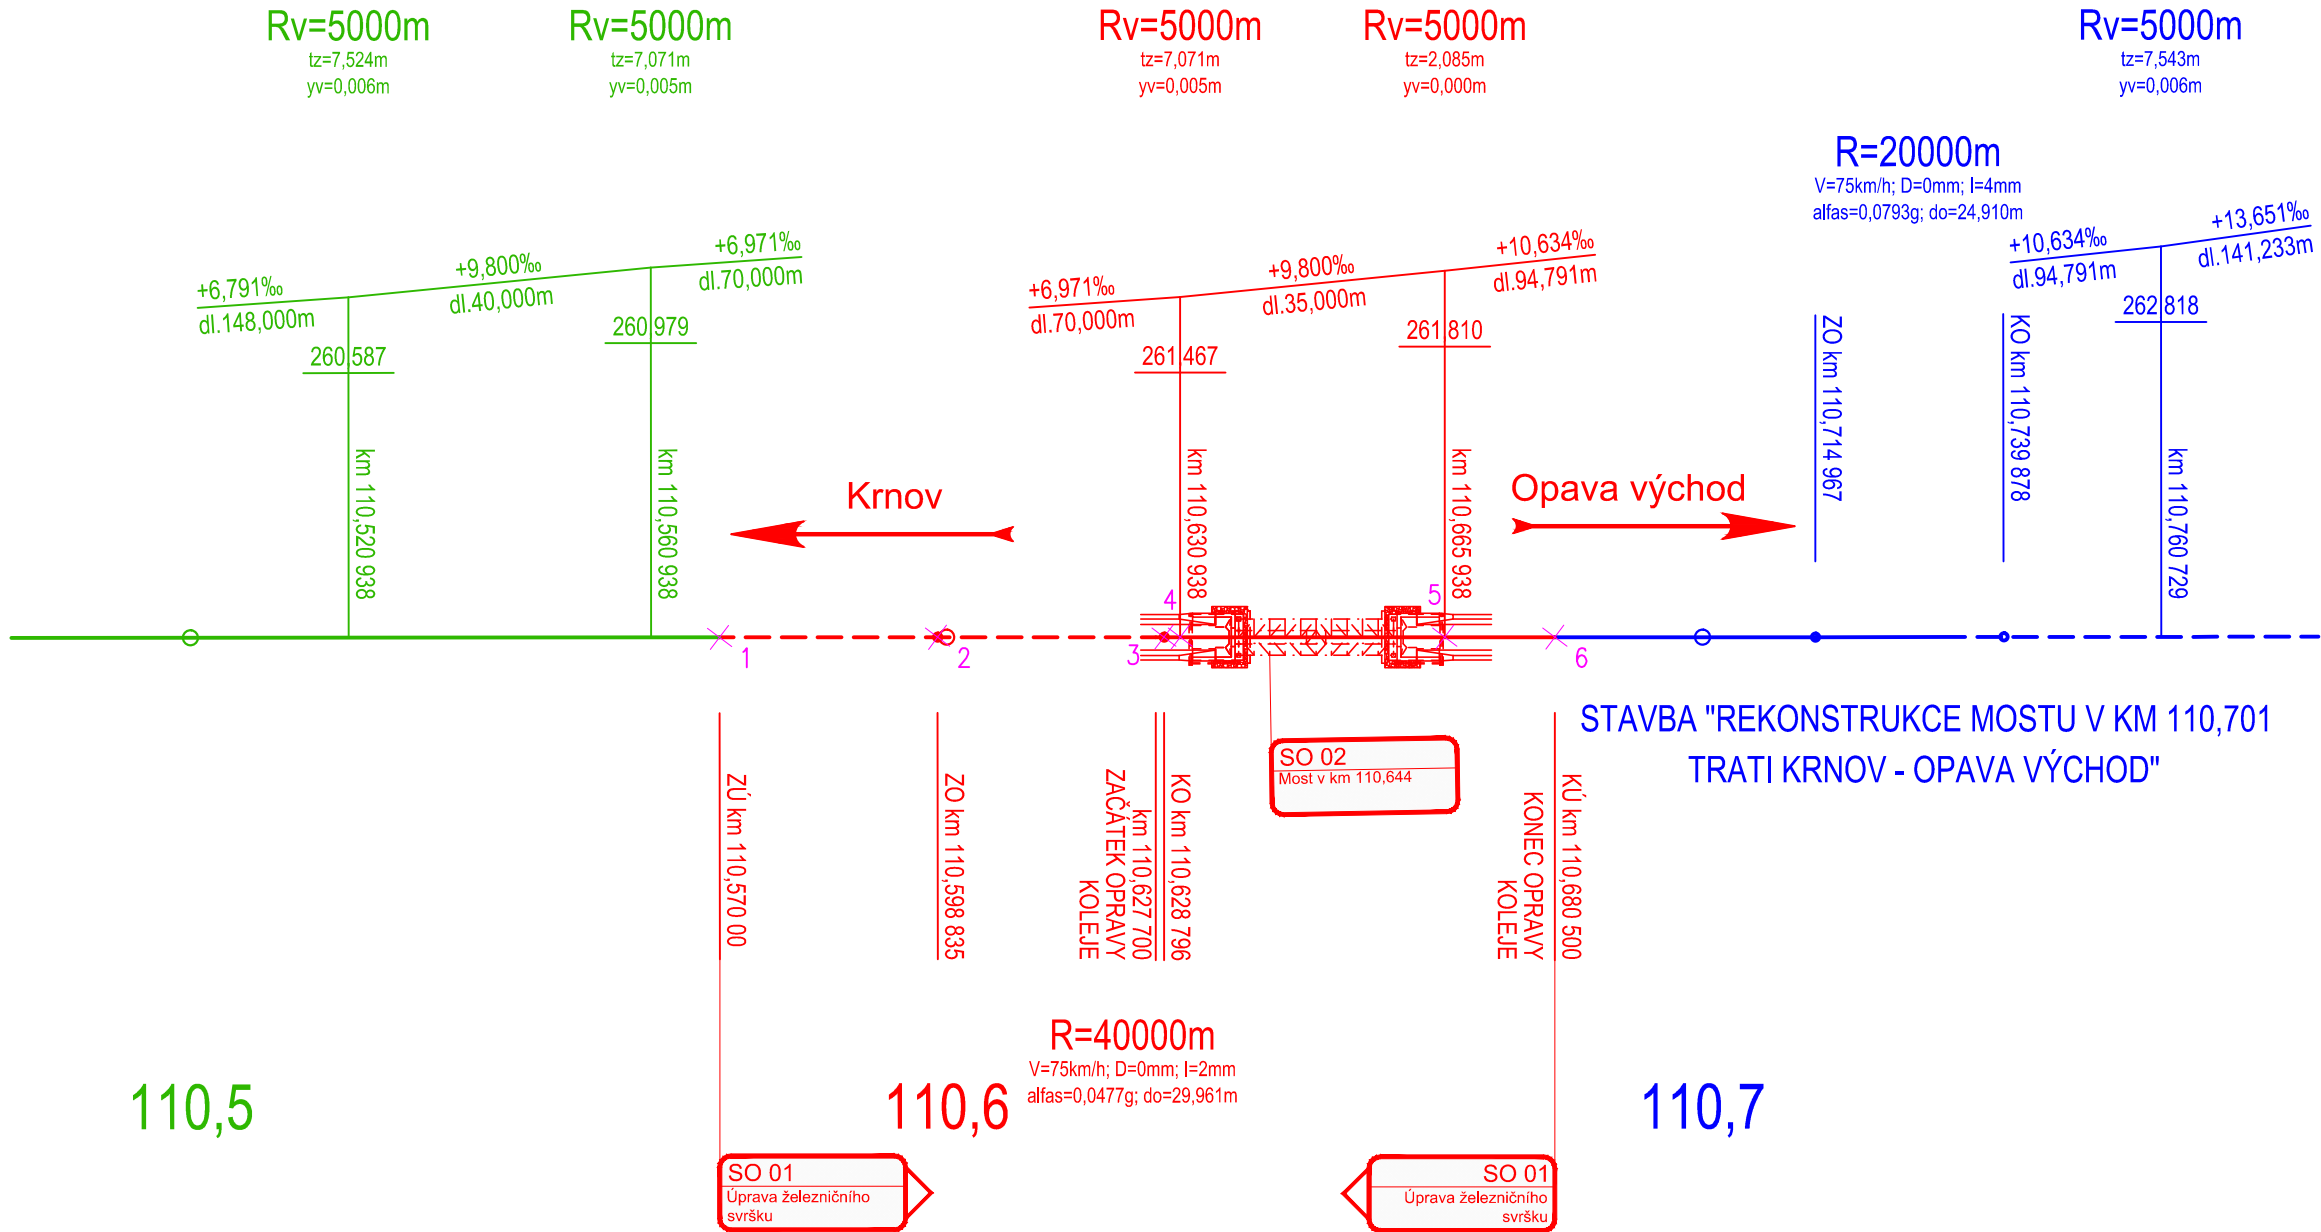 Rv=5000m
tz=7,524m
yv=0,006m
Rv=5000m
tz=7,071m
yv=0,005m
Rv=5000m
tz=7,071m
yv=0,005m
Rv=5000m
tz=2,085m
yv=0,000m
Rv=5000m
tz=7,543m
yv=0,006m
R=20000m
V=75km/h; D=0mm; I=4mm
alfas=0,0793g; do=24,910m
+6,791‰
dl.148,000m
+9,800‰
dl.40,000m
+6,971‰
dl.70,000m
+6,971‰
dl.70,000m
+9,800‰
dl.35,000m
+10,634‰
dl.94,791m
+10,634‰
dl.94,791m
+13,651‰
dl.141,233m
260,587
260,979
261,467
261,810
262,818
km 110,520 938
km 110,560 938
km 110,630 938
km 110,665 938
ZO km 110,714 967
KO km 110,739 878
km 110,760 729
Krnov
Opava východ
1
2
3
4
5
6
STAVBA "REKONSTRUKCE MOSTU V KM 110,701
TRATI KRNOV - OPAVA VÝCHOD"
SO 02
Most v km 110,644
ZÚ km 110,570 00
ZO km 110,598 835
KO km 110,628 796
km 110,627 700
ZAČÁTEK OPRAVY
KOLEJE
KÚ km 110,680 500
KONEC OPRAVY
KOLEJE
R=40000m
V=75km/h; D=0mm; I=2mm
alfas=0,0477g; do=29,961m
110,5
110,6
110,7
SO 01
Úprava železničního
svršku
SO 01
Úprava železničního
svršku